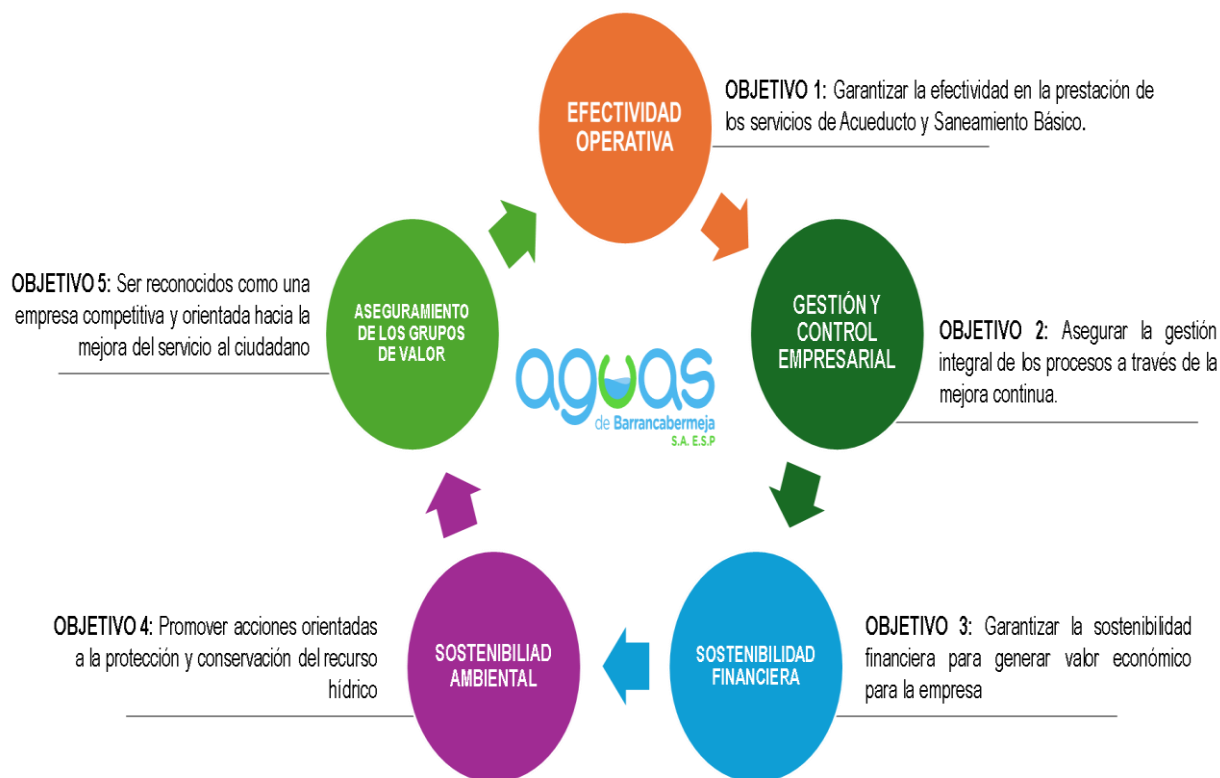 EFECTIVIDAD
OPERATIVA
OBJETIVO 1: Garantizar la efectividad en la prestación de
los servicios de Acueducto y Saneamiento Básico.
GESTIÓN Y
CONTROL
EMPRESARIAL
OBJETIVO 2: Asegurar la gestión
integral de los procesos a través de la
mejora continua.
SOSTENIBILIDAD
FINANCIERA
OBJETIVO 3: Garantizar la sostenibilidad
financiera para generar valor económico
para la empresa
SOSTENIBILIAD
AMBIENTAL
OBJETIVO 4: Promover acciones orientadas
a la protección y conservación del recurso
hídrico
ASEGURAMIENTO
DE LOS GRUPOS
DE VALOR
OBJETIVO 5: Ser reconocidos como una
empresa competitiva y orientada hacia la
mejora del servicio al ciudadano
aguas
de Barrancabermeja
S.A. E.S.P